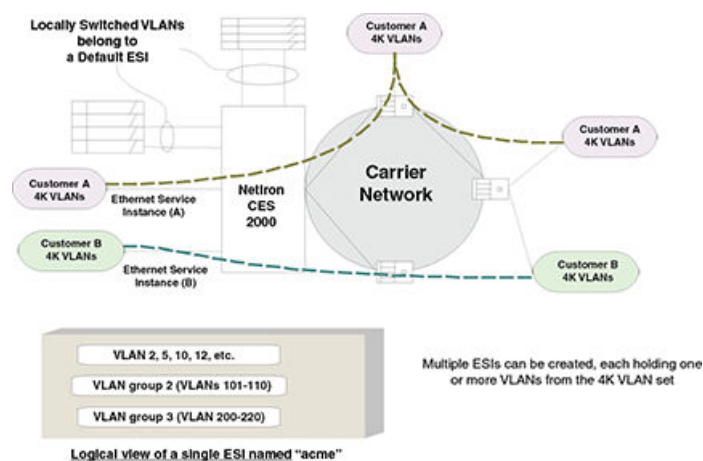 Locally Switched VLANs
belong to
a Default ESI
Customer A
4K VLANs
Customer A
4K VLANs
Carrier
Network
Customer A
4K VLANs
Ethernet Service
Instance (A)
NetIron
CES
2000
Customer B
4K VLANs
Ethernet Service
Instance (B)
Customer B
4K VLANs
VLAN 2, 5, 10, 12, etc.
VLAN group 2 (VLANs 101-110)
VLAN group 3 (VLAN 200-220)
Multiple ESIs can be created, each holding one
or more VLANs from the 4K VLAN set
Logical view of a single ESI named "acme"